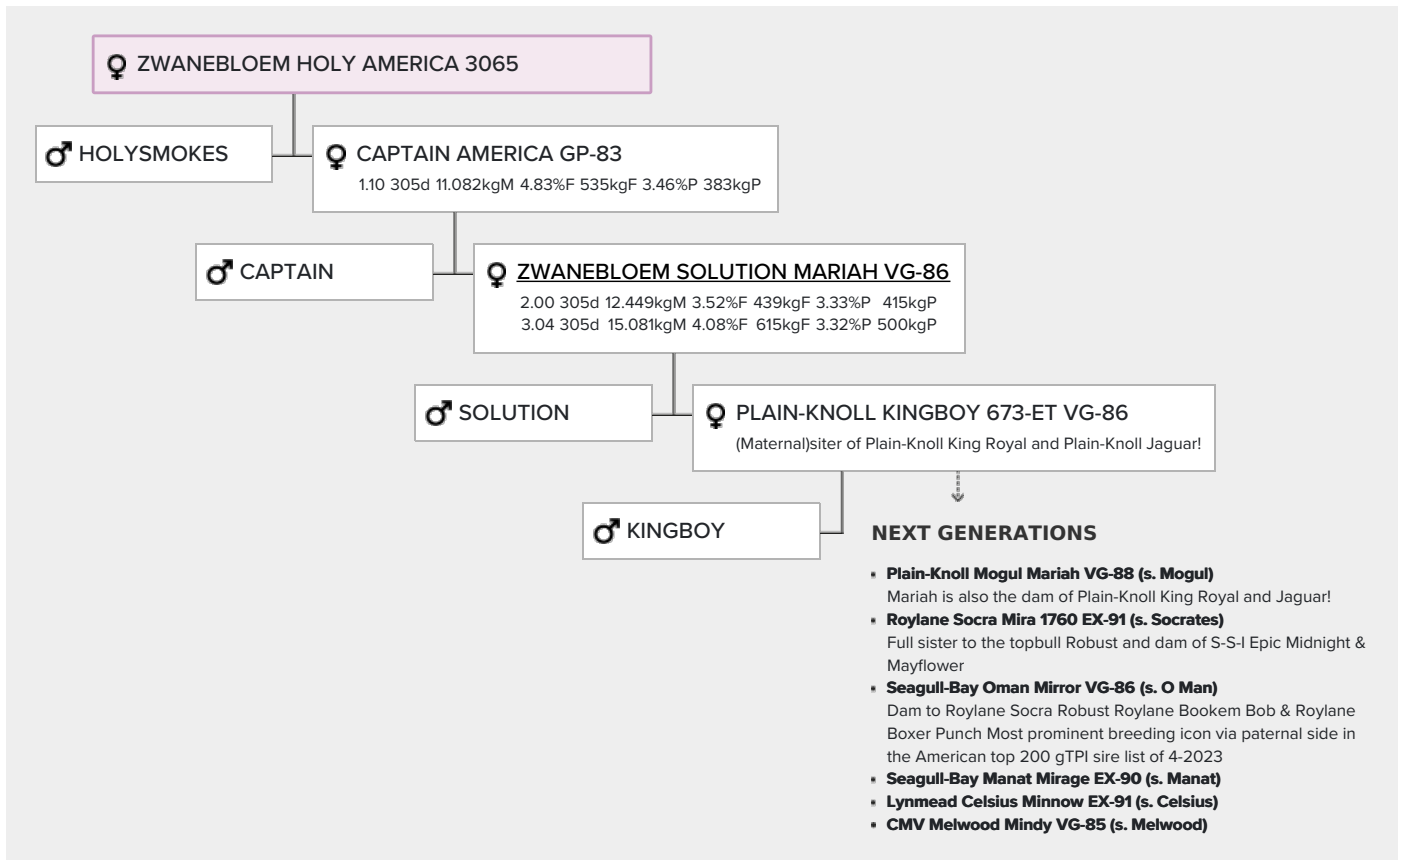 ZWANEBLOEM HOLY AMERICA 3065
HOLYSMOKES
CAPTAIN AMERICA GP-83
1.10 305d 11.082kgM 4.83%F 535kgF 3.46%P 383kgP
CAPTAIN
ZWANEBLOEM SOLUTION MARIAH VG-86
2.00 305d 12.449kgM 3.52%F 439kgF 3.33%P 415kgP
3.04 305d 15.081kgM 4.08%F 615kgF 3.32%P 500kgP
SOLUTION
PLAIN-KNOLL KINGBOY 673-ET VG-86
(Maternal)siter of Plain-Knoll King Royal and Plain-Knoll Jaguar!
KINGBOY
NEXT GENERATIONS
Plain-Knoll Mogul Mariah VG-88 (s. Mogul)
Mariah is also the dam of Plain-Knoll King Royal and Jaguar!
Roylane Socra Mira 1760 EX-91 (s. Socrates)
Full sister to the topbull Robust and dam of S-S-I Epic Midnight &
Mayflower
Seagull-Bay Oman Mirror VG-86 (s. O Man)
Dam to Roylane Socra Robust Roylane Bookem Bob & Roylane
Boxer Punch Most prominent breeding icon via paternal side in
the American top 200 gTPI sire list of 4-2023
Seagull-Bay Manat Mirage EX-90 (s. Manat)
Lynmead Celsius Minnow EX-91 (s. Celsius)
CMV Melwood Mindy VG-85 (s. Melwood)